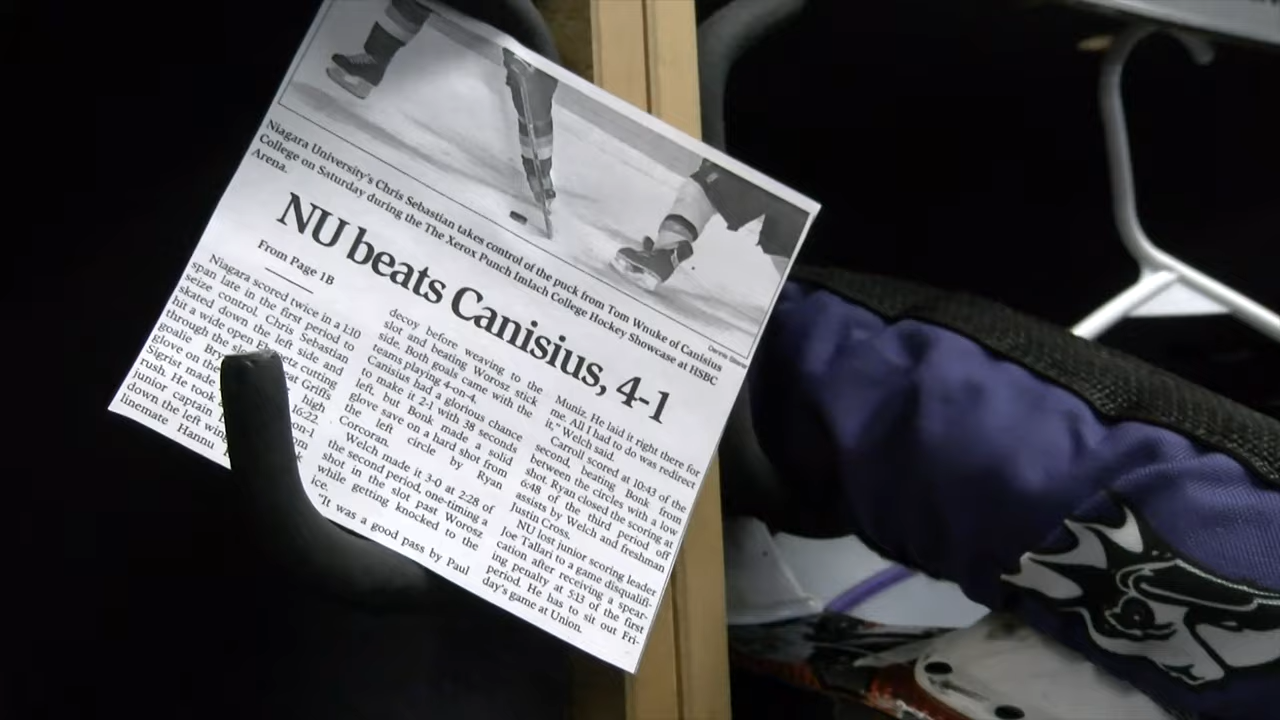 Niagara University's Chris Sebastian takes control of the puck from Tom Wnuke of Canisius
College on Saturday during the The Xerox Punch Imlach College Hockey Showcase at HSBC
Arena.
NU beats Canisius, 4-1
From Page 1B
Niagara scored twice in a 1:10
span late in the first period to
seize control. Chris Sebastian
skated down the left side and
hit a wide open cutting
through the Griffs
goalie high
glove on the 16:22.
Sigrist made
rush. He took
junior captain
down the left wing
linemate Hannu
decoy before weaving to the
slot and beating Worosz stick
side. Both goals came with the
teams playing 4-on-4.
Canisius had a glorious chance
to make it 2-1 with 38 seconds
left, but Bonk made a solid
glove save on a hard shot from
the left circle by Ryan
Corcoran.
Welch made it 3-0 at 2:28 of
the second period, one-timing a
shot in the slot past Worosz
while getting knocked to the
ice.
"It was a good pass by Paul
Muniz. He laid it right there for
me. All I had to do was redirect
it," Welch said.
Carroll scored at 10:43 of the
second, beating Bonk from
between the circles with a low
shot. Ryan closed the scoring at
6:48 of the third period off
assists by Welch and freshman
Justin Cross.
NU lost junior scoring leader
Joe Tallari to a game disqualifi-
cation after receiving a spear-
ing penalty at 5:13 of the first
period. He has to sit out Fri-
day's game at Union.